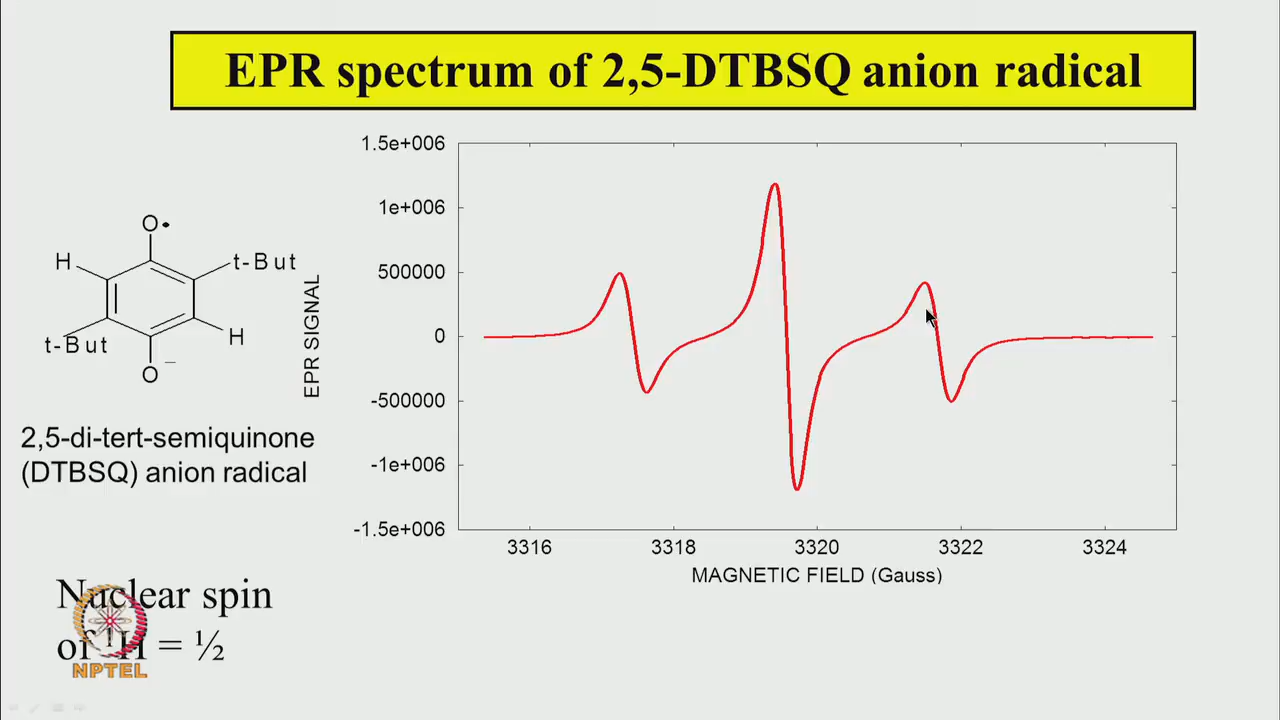 EPR spectrum of 2,5-DTBSQ anion radical
O•
H
t-But
t-But
H
O
–
2,5-di-tert-semiquinone
(DTBSQ) anion radical
Nuclear spin
of ¹H = ½
NPTEL
EPR SIGNAL
1.5e+006
1e+006
500000
0
-500000
-1e+006
-1.5e+006
3316 3318 3320 3322 3324
MAGNETIC FIELD (Gauss)